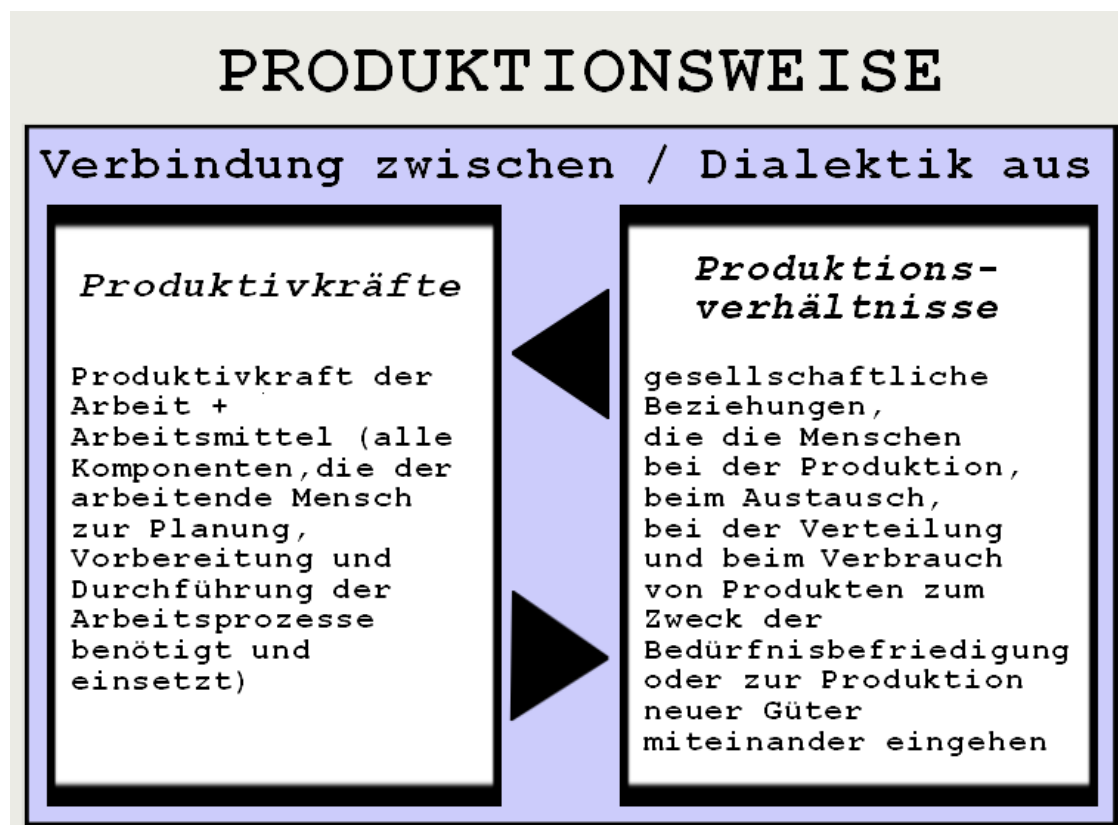 PRODUKTIONSWEISE
Verbindung zwischen / Dialektik aus
Produktivkräfte
Produktivkraft der
Arbeit +
Arbeitsmittel (alle
Komponenten,die der
arbeitende Mensch
zur Planung,
Vorbereitung und
Durchführung der
Arbeitsprozesse
benötigt und
einsetzt)
Produktions-
verhältnisse
gesellschaftliche
Beziehungen,
die die Menschen
bei der Produktion,
beim Austausch,
bei der Verteilung
und beim Verbrauch
von Produkten zum
Zweck der
Bedürfnisbefriedigung
oder zur Produktion
neuer Güter
miteinander eingehen